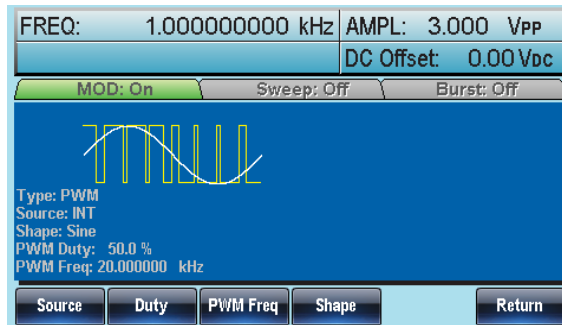 FREQ: 1.000000000 kHz AMPL: 3.000 VPP
DC Offset: 0.00 VDC
MOD: On Sweep: Off Burst: Off
Type: PWM
Source: INT
Shape: Sine
PWM Duty: 50.0 %
PWM Freq: 20.000000 kHz
Source Duty PWM Freq Shape Return